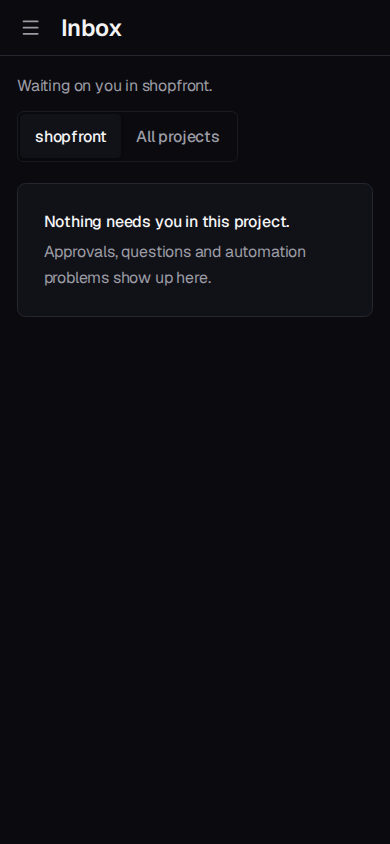 Inbox
Waiting on you in shopfront.
shopfront
All projects
Nothing needs you in this project.
Approvals, questions and automation
problems show up here.